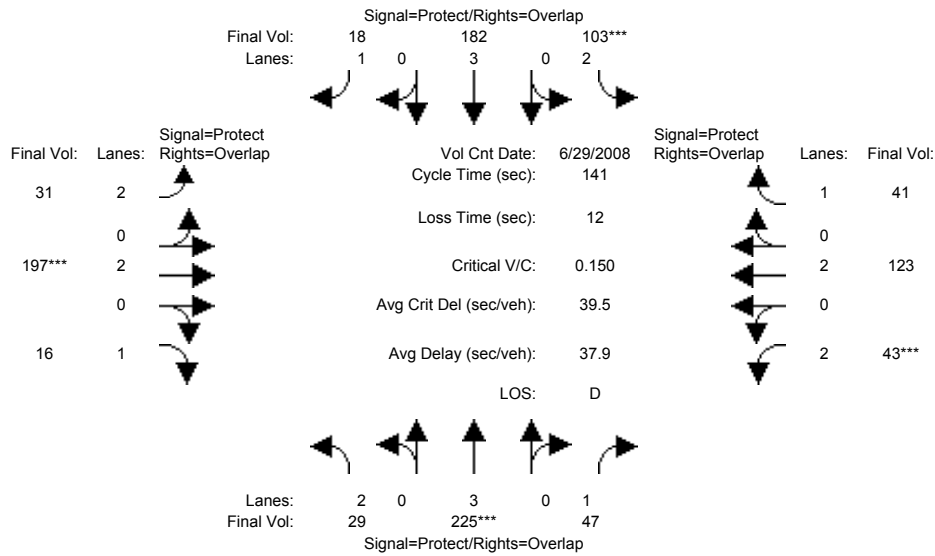 Signal=Protect/Rights=Overlap
Final Vol: 18 182 103***
Lanes: 1 0 3 0 2
Signal=Protect
Final Vol: Lanes: Rights=Overlap
Vol Cnt Date: 6/29/2008
Signal=Protect
Rights=Overlap Lanes: Final Vol:
Cycle Time (sec): 141
31 2
1 41
Loss Time (sec): 12
0
0
197*** 2
Critical V/C: 0.150
2 123
0
Avg Crit Del (sec/veh): 39.5
0
16 1
Avg Delay (sec/veh): 37.9
2 43***
LOS: D
Lanes: 2 0 3 0 1
Final Vol: 29 225*** 47
Signal=Protect/Rights=Overlap